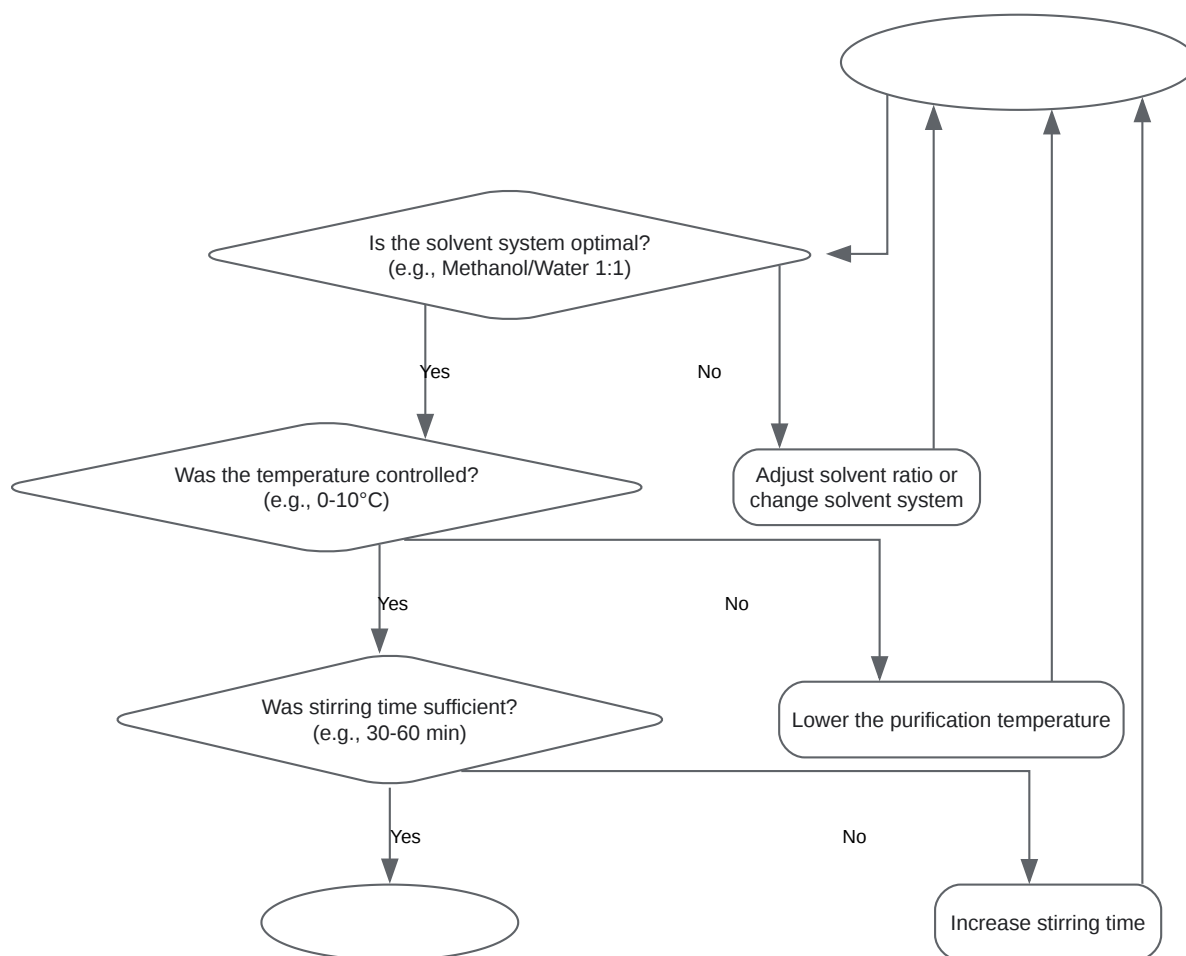 Is the solvent system optimal?
(e.g., Methanol/Water 1:1)
Yes
No
Was the temperature controlled?
(e.g., 0-10°C)
Adjust solvent ratio or
change solvent system
Yes
No
Was stirring time sufficient?
(e.g., 30-60 min)
Lower the purification temperature
Yes
No
Increase stirring time